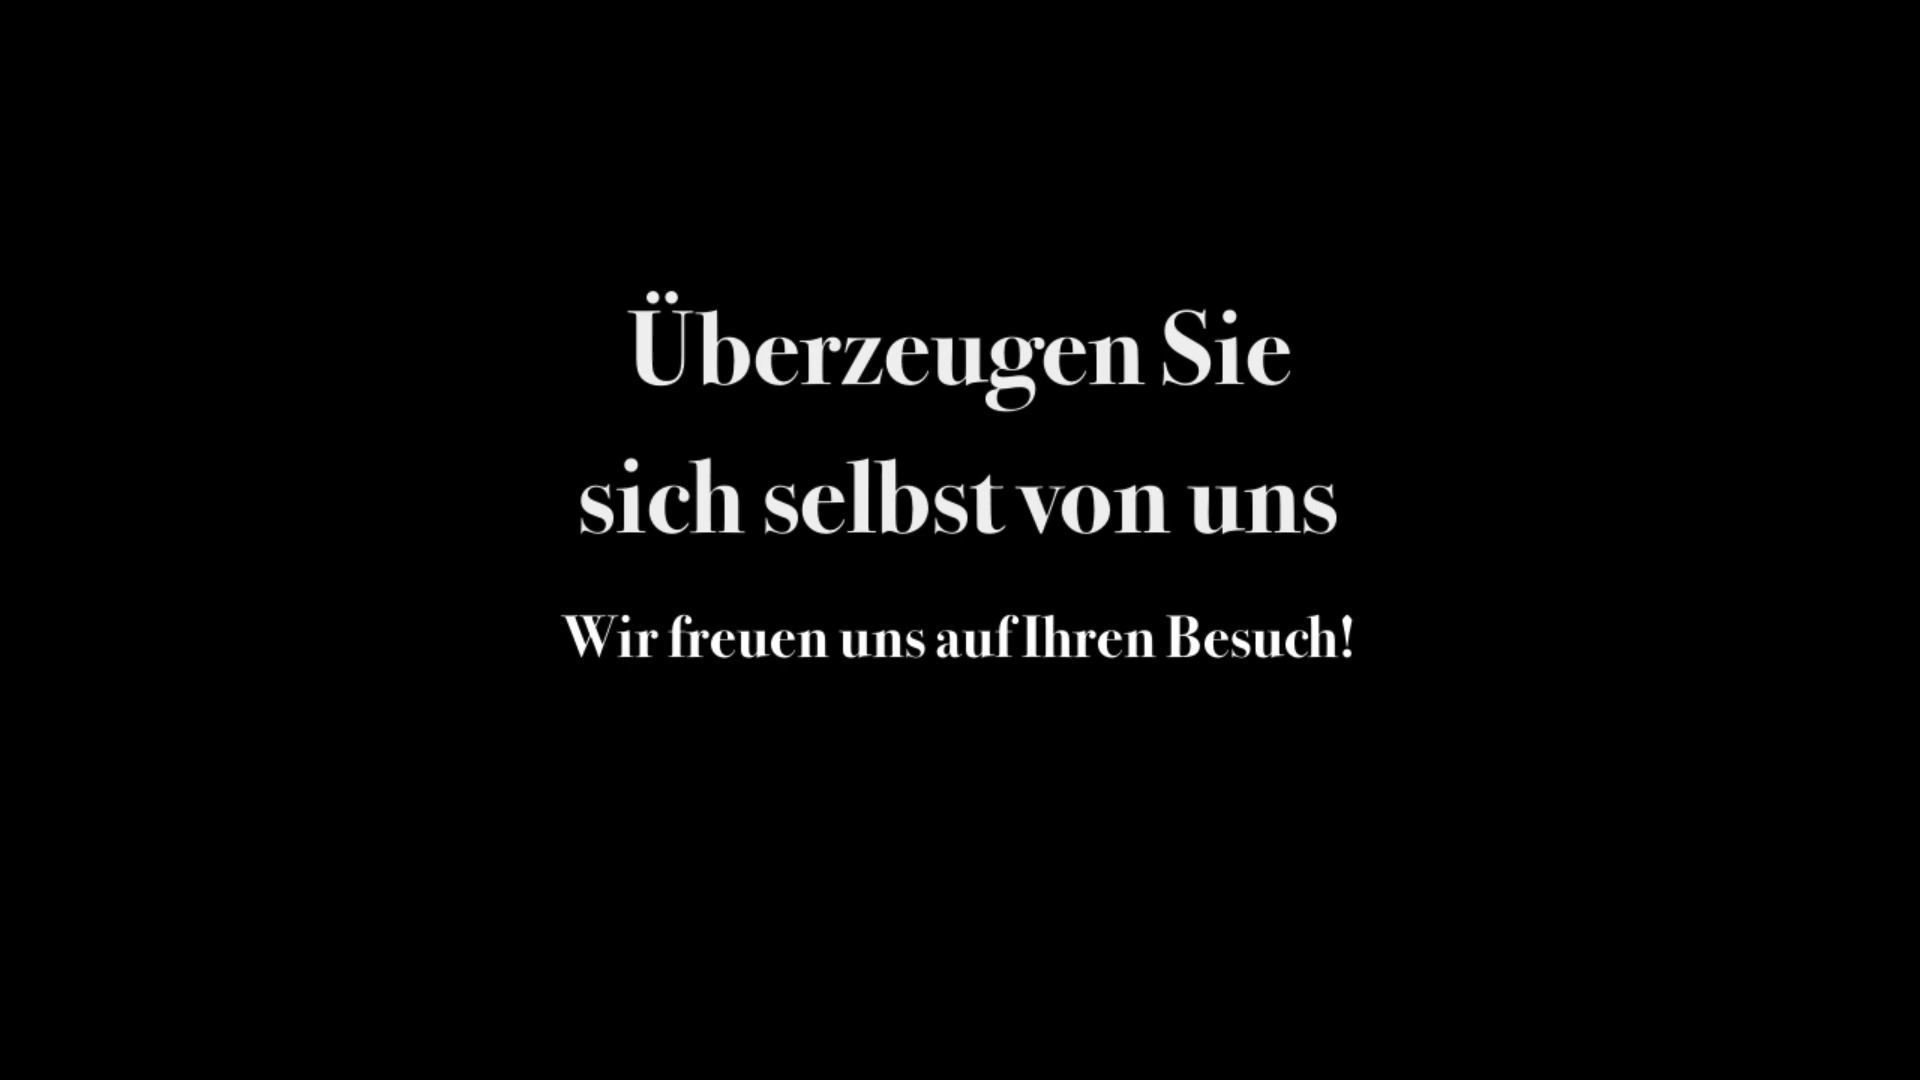 Überzeugen Sie
sich selbst von uns
Wir freuen uns auf Ihren Besuch!